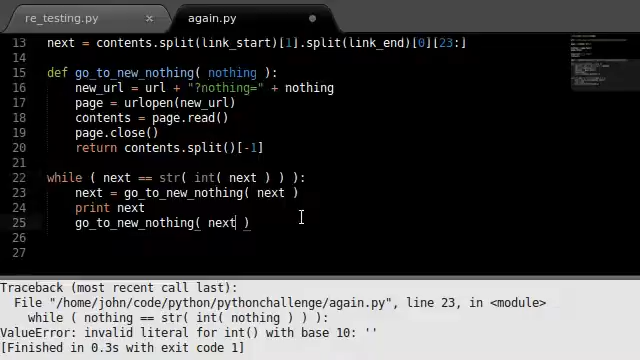 re_testing.py × again.py
13 next = contents.split(link_start)[1].split(link_end)[0][23:]
14
15 def go_to_new_nothing( nothing ):
16 new_url = url + "?nothing=" + nothing
17 page = urlopen(new_url)
18 contents = page.read()
19 page.close()
20 return contents.split()[-1]
21
22 while ( next == str( int( next ) ) ):
23 next = go_to_new_nothing( next )
24 print next
25 go_to_new_nothing( next )
26
27
Traceback (most recent call last):
File "/home/john/code/python/pythonchallenge/again.py", line 23, in <module>
while ( nothing == str( int( nothing ) ) ):
ValueError: invalid literal for int() with base 10: ''
[Finished in 0.3s with exit code 1]